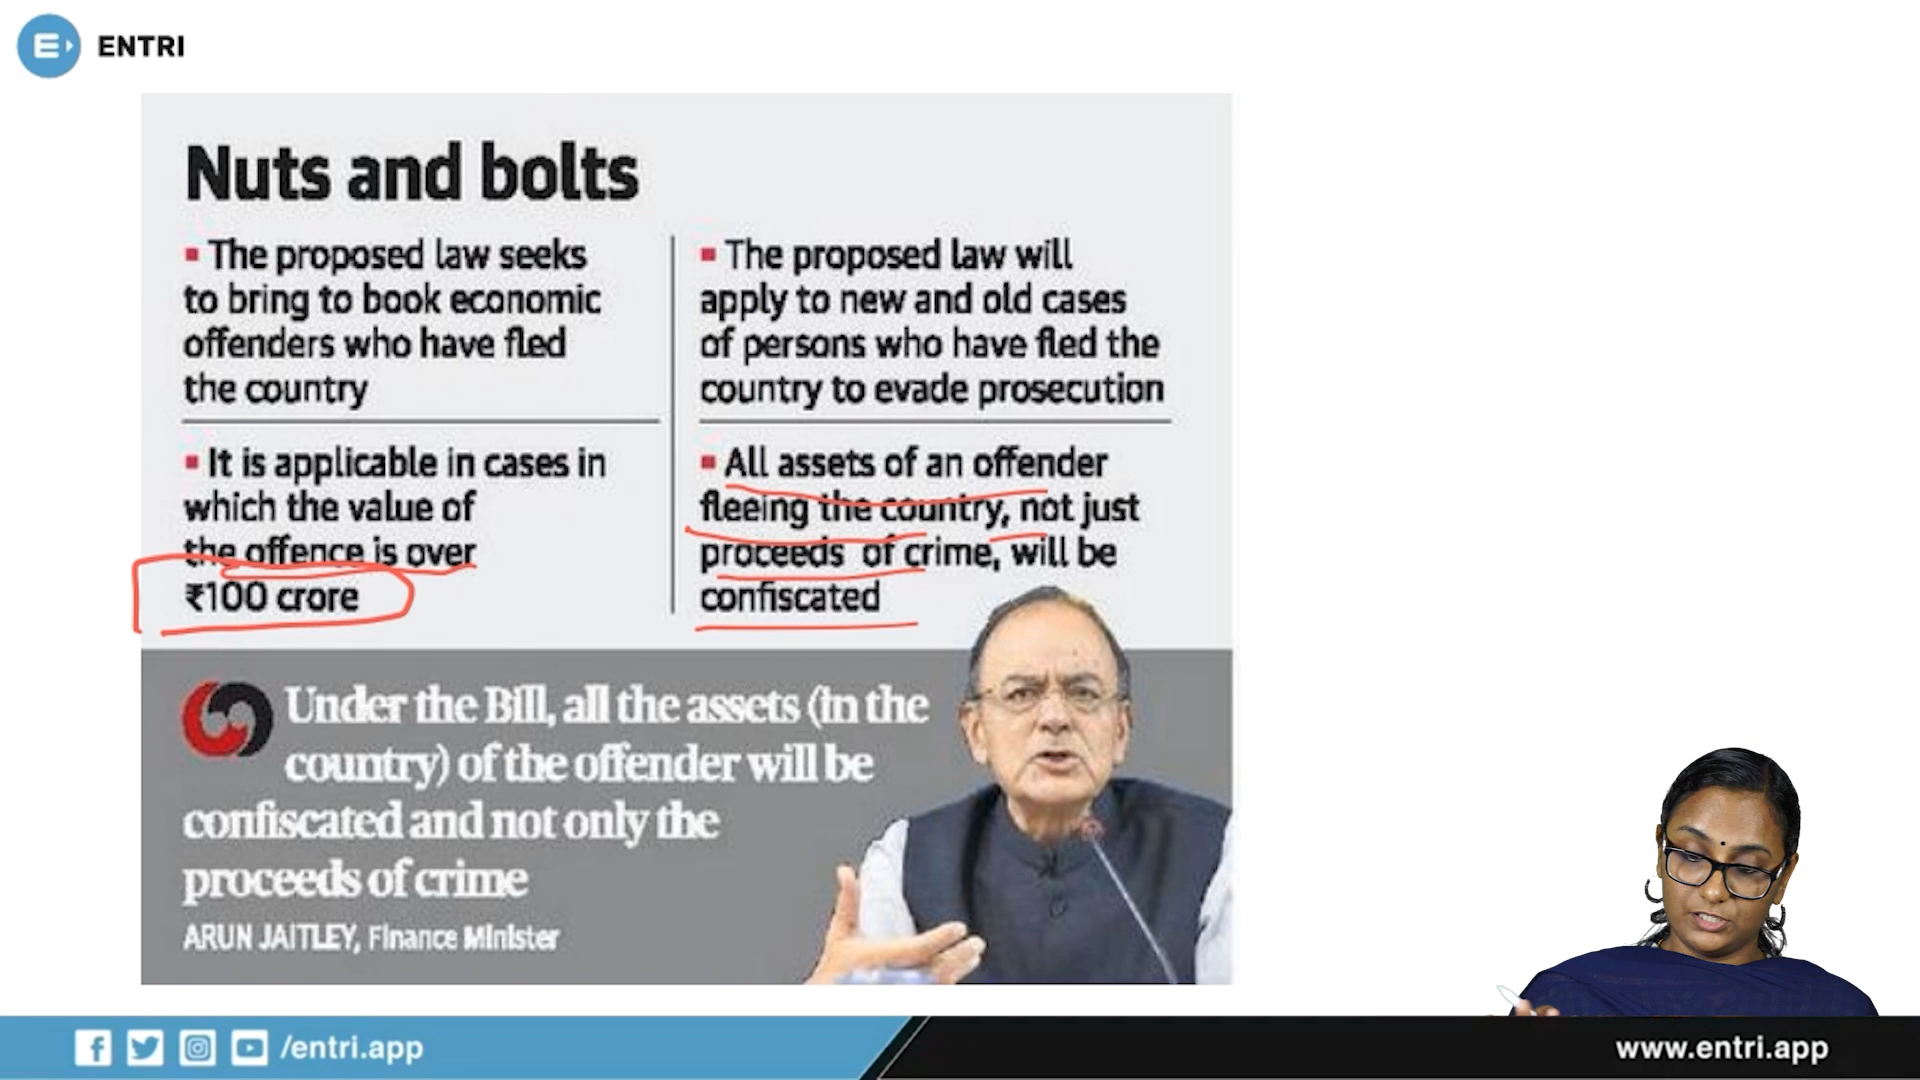 ENTRI
Nuts and bolts
The proposed law seeks
to bring to book economic
offenders who have fled
the country
It is applicable in cases in
which the value of
the offence is over
₹100 crore
The proposed law will
apply to new and old cases
of persons who have fled the
country to evade prosecution
All assets of an offender
fleeing the country, not just
proceeds of crime, will be
confiscated
Under the Bill, all the assets (in the
country) of the offender will be
confiscated and not only the
proceeds of crime
ARUN JAITLEY, Finance Minister
/entri.app
www.entri.app